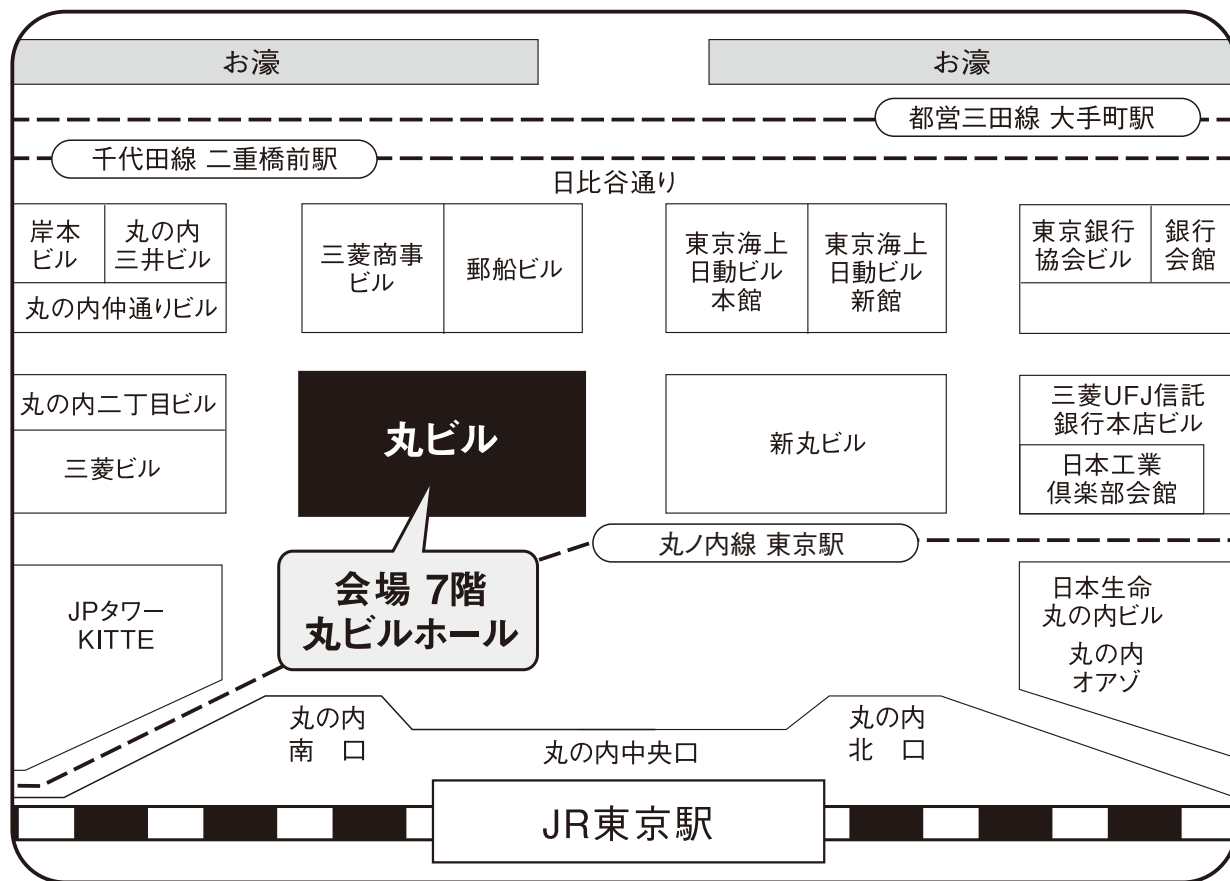 お濠
お濠
都営三田線 大手町駅
千代田線 二重橋前駅
日比谷通り
岸本
ビル
丸の内
三井ビル
丸の内仲通りビル
三菱商事
ビル
郵船ビル
東京海上
日動ビル
本館
東京海上
日動ビル
新館
東京銀行
協会ビル
銀行
会館
丸の内二丁目ビル
三菱ビル
丸ビル
新丸ビル
三菱UFJ信託
銀行本店ビル
日本工業
倶楽部会館
丸ノ内線 東京駅
会場 7階
丸ビルホール
JPタワー
KITTE
日本生命
丸の内ビル
丸の内
オアゾ
丸の内
南　口
丸の内中央口
丸の内
北　口
JR東京駅